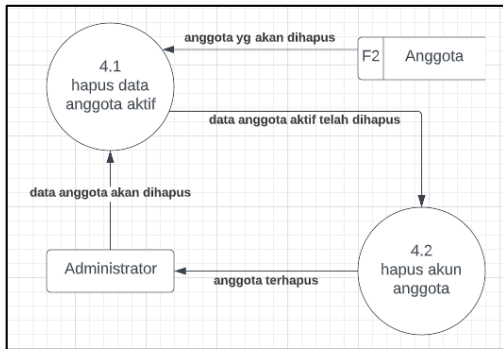 anggota yg akan dihapus
F2 Anggota
4.1
hapus data
anggota aktif
data anggota aktif telah dihapus
data anggota akan dihapus
4.2
hapus akun
anggota
Administrator
anggota terhapus